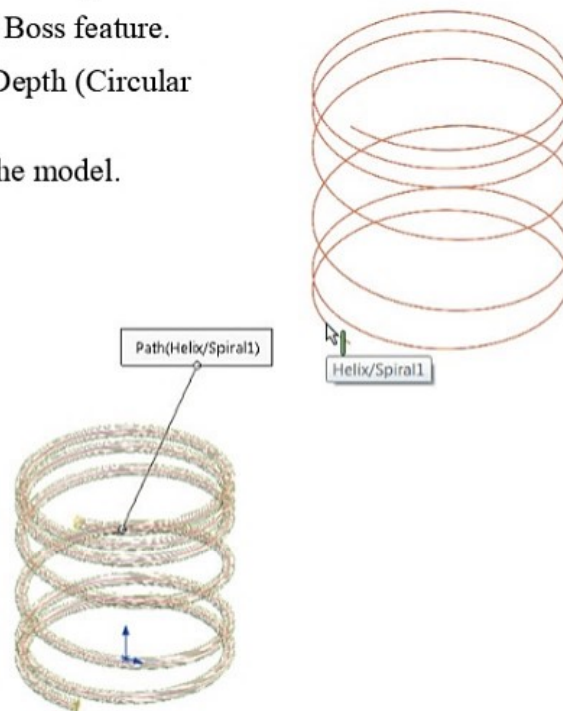 Boss feature.
Depth (Circular
he model.
Helix/Spiral1
Path(Helix/Spiral1)